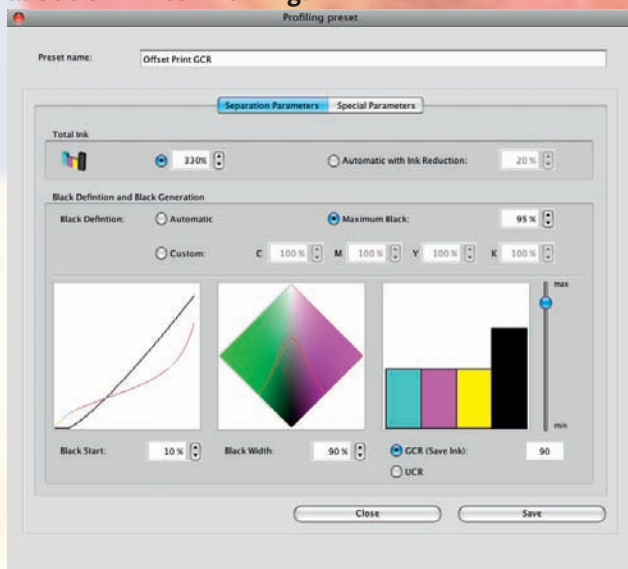 Profiling preset
Preset name: Offset Print GCR
Separation Parameters Special Parameters
Total Ink
330% Automatic with Ink Reduction: 20 %
Black Defintion and Black Generation
Black Defintion: Automatic Maximum Black: 95 %
Custom: C 100 % M 100 % Y 100 % K 100 %
max
min
Black Start: 10 % Black Width: 90 % GCR (Save Ink): 90
UCR
Close Save